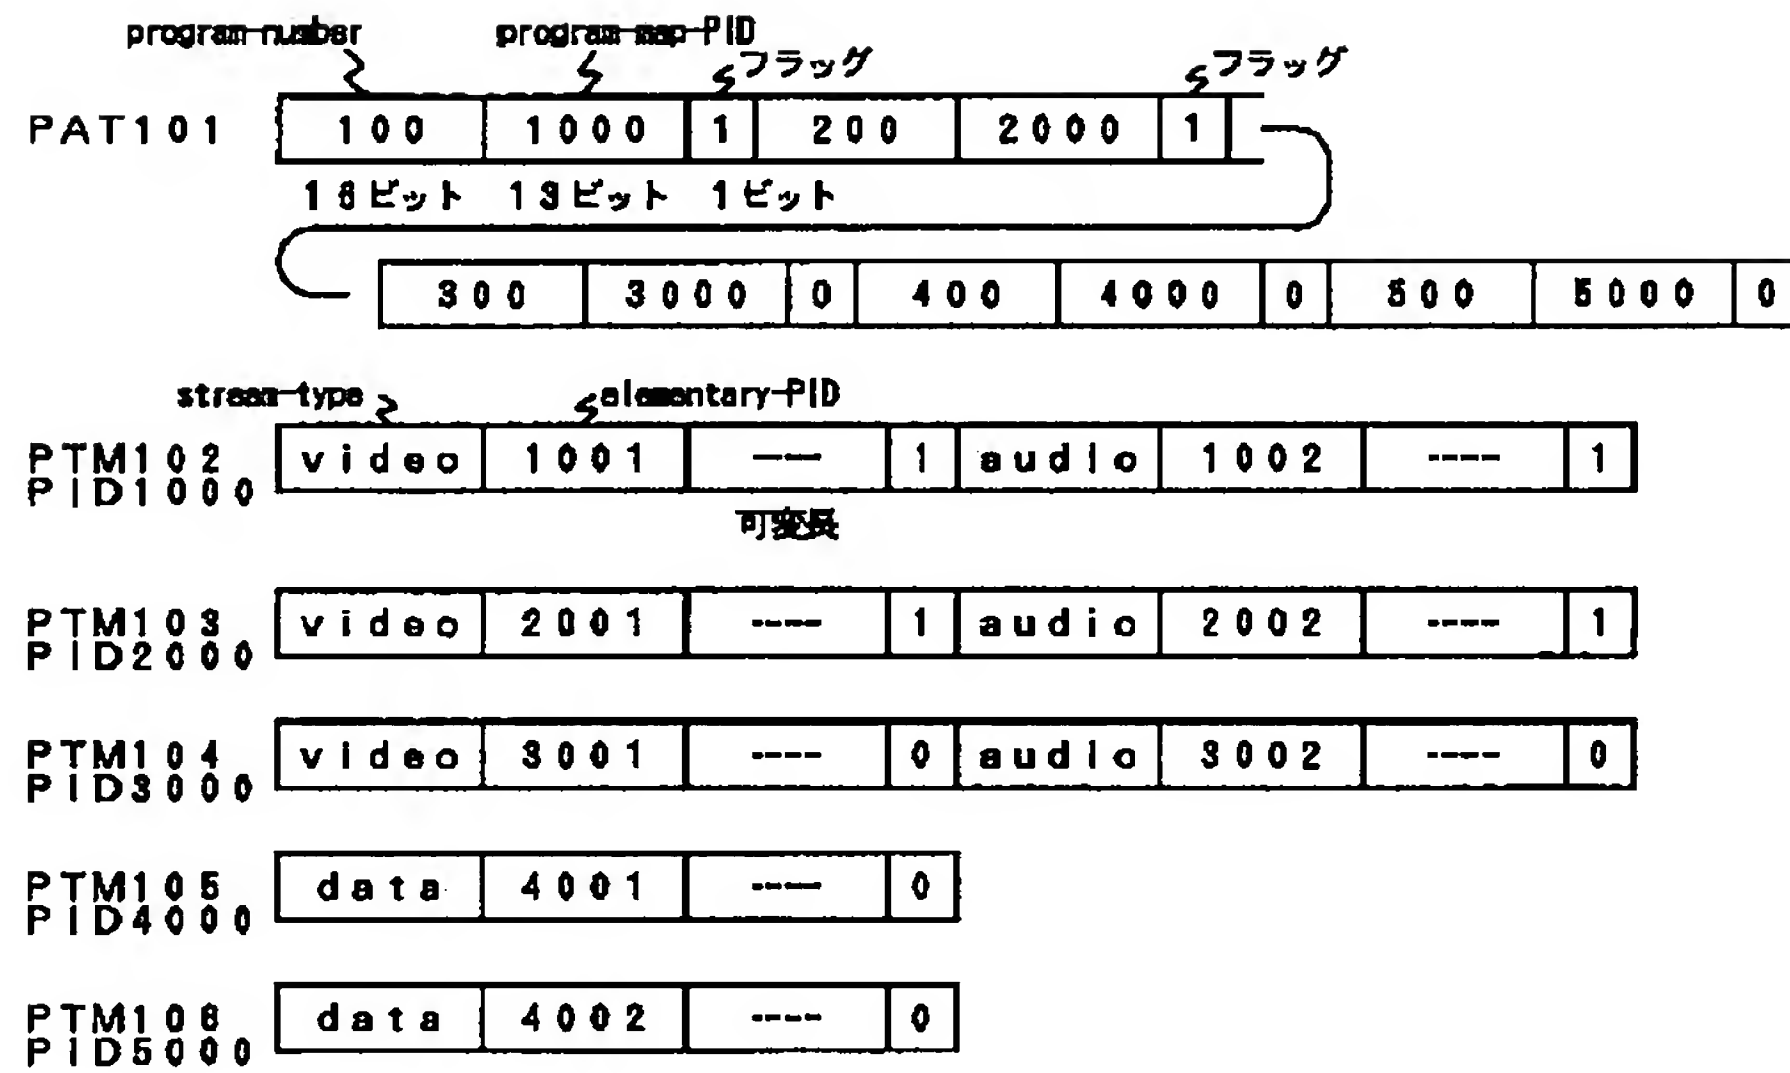 program-number program-map-PID フラッグ フラッグ
PAT101 100 1000 1 200 2000 1
16ビット 13ビット 1ビット
300 3000 0 400 4000 0 500 5000 0
stream-type elementary-PID
PTM102 video 1001 ---- 1 audio 1002 ---- 1
PID1000
可変長
PTM103 video 2001 ---- 1 audio 2002 ---- 1
PID2000
PTM104 video 3001 ---- 0 audio 3002 ---- 0
PID3000
PTM105 data 4001 ---- 0
PID4000
PTM106 data 4002 ---- 0
PID5000